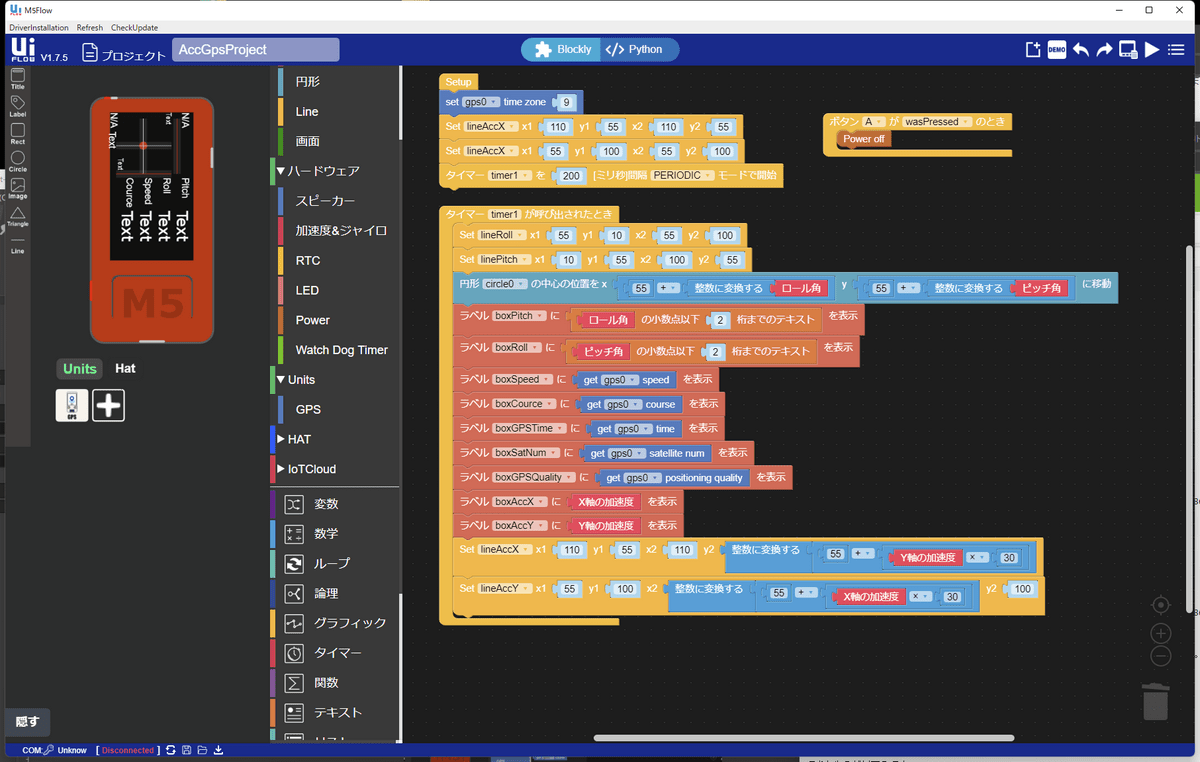 M5Flow
DriverInstallation Refresh CheckUpdate
Ui FLOW V1.7.5 プロジェクト AccGpsProject Blockly </> Python DEMO
Title
Label
Rect
Circle
Image
Triangle
Line
N/A Text
N/A
Text
Text
Pitch Text
Roll Text
Speed Text
Cource Text
M5
Units Hat
GPS
隠す
円形
Line
画面
ハードウェア
スピーカー
加速度&ジャイロ
RTC
LED
Power
Watch Dog Timer
Units
GPS
HAT
IoTCloud
変数
数学
ループ
論理
グラフィック
タイマー
関数
テキスト
Setup
set gps0 time zone 9
Set lineAccX x1 110 y1 55 x2 110 y2 55
Set lineAccX x1 55 y1 100 x2 55 y2 100
タイマー timer1 を 200 [ミリ秒]間隔 PERIODIC モードで開始
ボタン A が wasPressed のとき
Power off
タイマー timer1 が呼び出されたとき
Set lineRoll x1 55 y1 10 x2 55 y2 100
Set linePitch x1 10 y1 55 x2 100 y2 55
円形 circle0 の中心の位置を x 55 + 整数に変換する ロール角 y 55 + 整数に変換する ピッチ角 に移動
ラベル boxPitch に ロール角 の小数点以下 2 桁までのテキスト を表示
ラベル boxRoll に ピッチ角 の小数点以下 2 桁までのテキスト を表示
ラベル boxSpeed に get gps0 speed を表示
ラベル boxCource に get gps0 course を表示
ラベル boxGPSTime に get gps0 time を表示
ラベル boxSatNum に get gps0 satellite num を表示
ラベル boxGPSQuality に get gps0 positioning quality を表示
ラベル boxAccX に X軸の加速度 を表示
ラベル boxAccY に Y軸の加速度 を表示
Set lineAccX x1 110 y1 55 x2 110 y2 整数に変換する 55 + Y軸の加速度 × 30
Set lineAccY x1 55 y1 100 x2 整数に変換する 55 + X軸の加速度 × 30 y2 100
COM: Unknow [ Disconnected ]